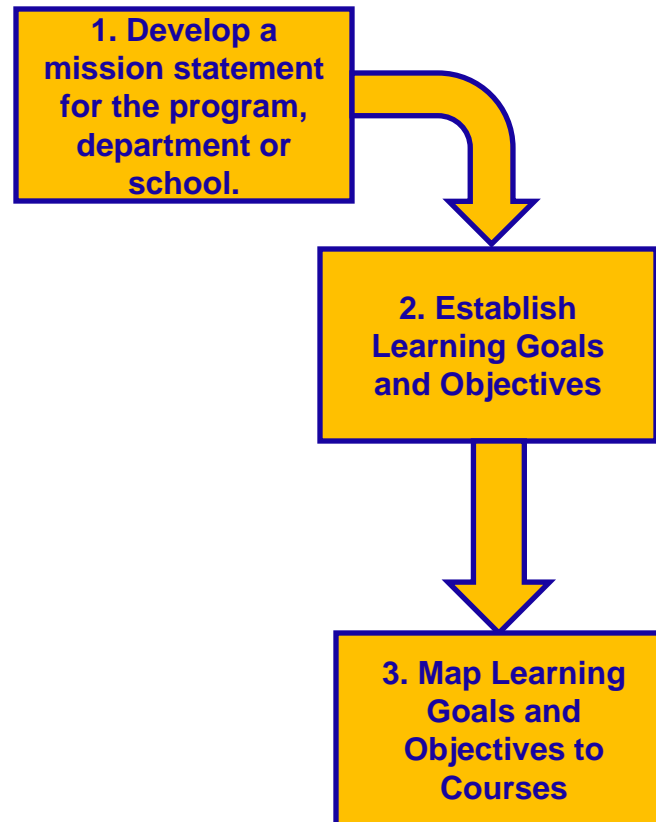 1. Develop a
mission statement
for the program,
department or
school.
2. Establish
Learning Goals
and Objectives
3. Map Learning
Goals and
Objectives to
Courses